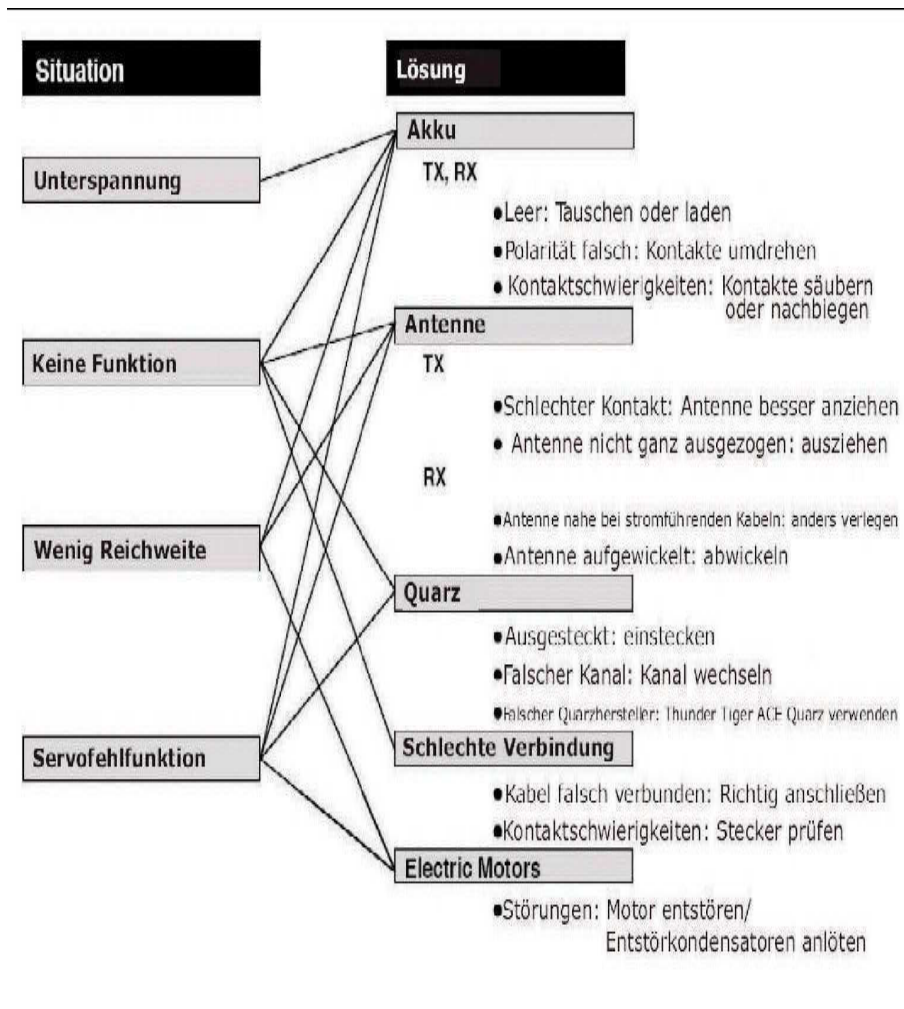 Situation
Lösung
Unterspannung
Akku
TX, RX
●Leer: Tauschen oder laden
●Polarität falsch: Kontakte umdrehen
● Kontaktschwierigkeiten: Kontakte säubern
oder nachbiegen
Keine Funktion
Antenne
TX
●Schlechter Kontakt: Antenne besser anziehen
● Antenne nicht ganz ausgezogen: ausziehen
RX
●Antenne nahe bei stromführenden Kabeln: anders verlegen
●Antenne aufgewickelt: abwickeln
Wenig Reichweite
Quarz
●Ausgesteckt: einstecken
●Falscher Kanal: Kanal wechseln
●Falscher Quarzhersteller: Thunder Tiger ACE Quarz verwenden
Servofehlfunktion
Schlechte Verbindung
●Kabel falsch verbunden: Richtig anschließen
●Kontaktschwierigkeiten: Stecker prüfen
Electric Motors
●Störungen: Motor entstören/
Entstörkondensatoren anlöten